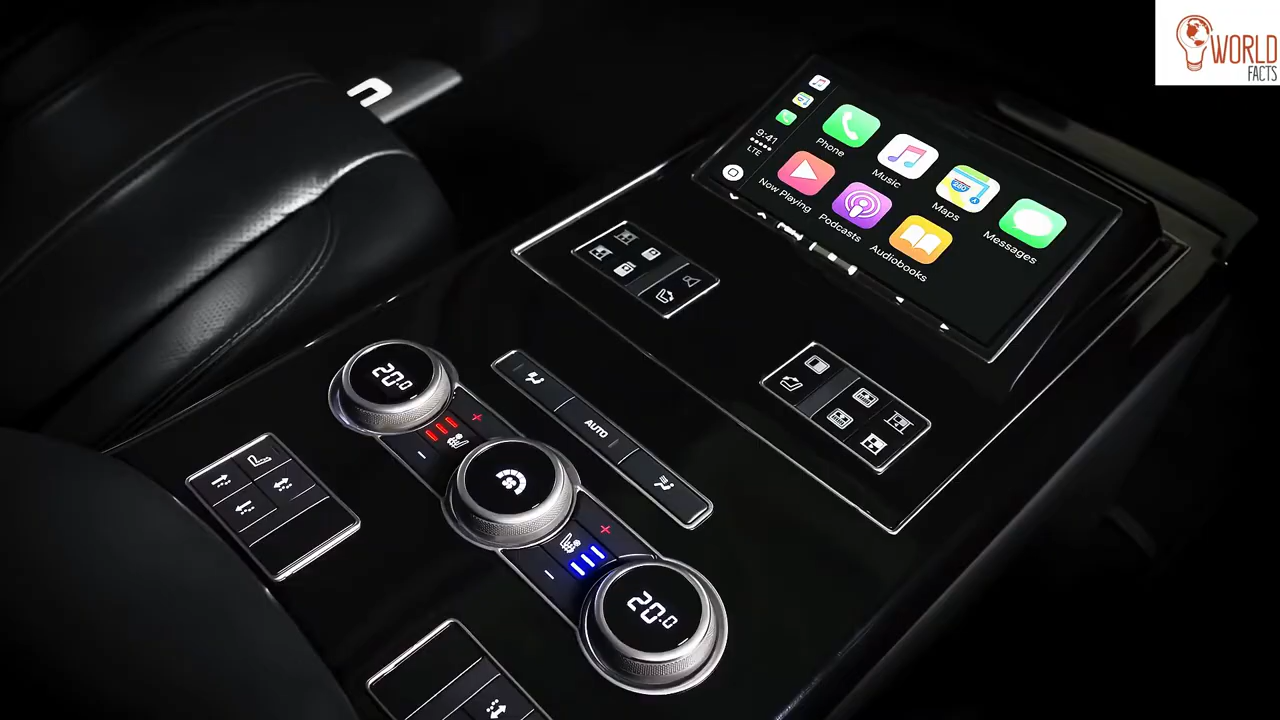 WORLD
FACTS
9:41
LTE
Phone
Music
Maps
Messages
Now Playing
Podcasts
Audiobooks
20.0
AUTO
20.0